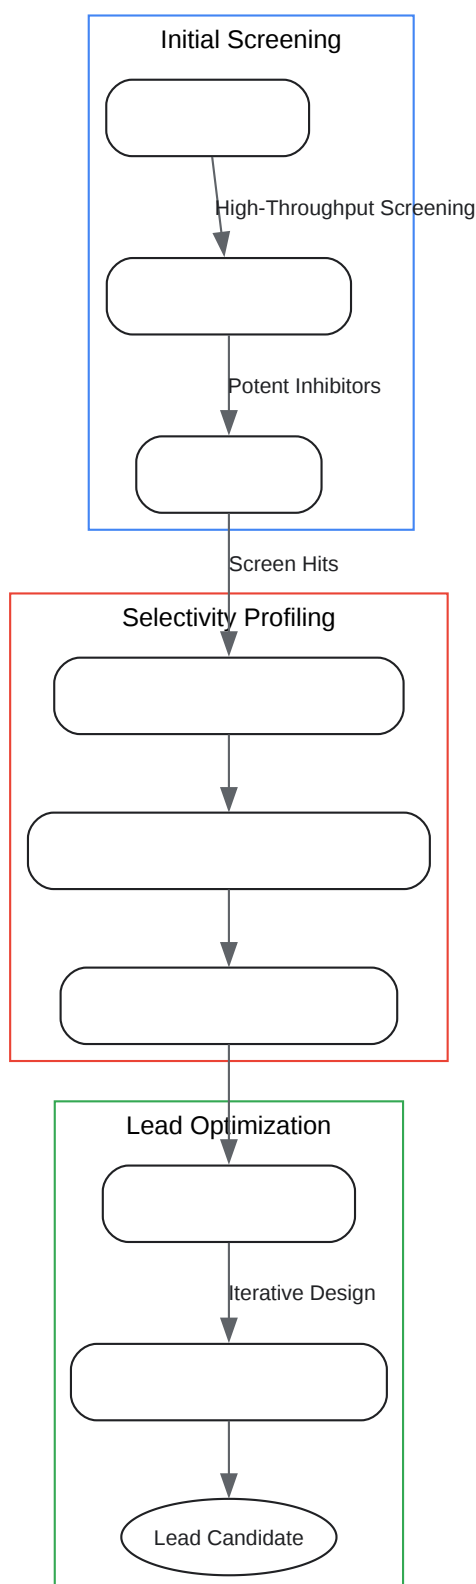 Initial Screening
High-Throughput Screening
Potent Inhibitors
Screen Hits
Selectivity Profiling
Lead Optimization
Iterative Design
Lead Candidate